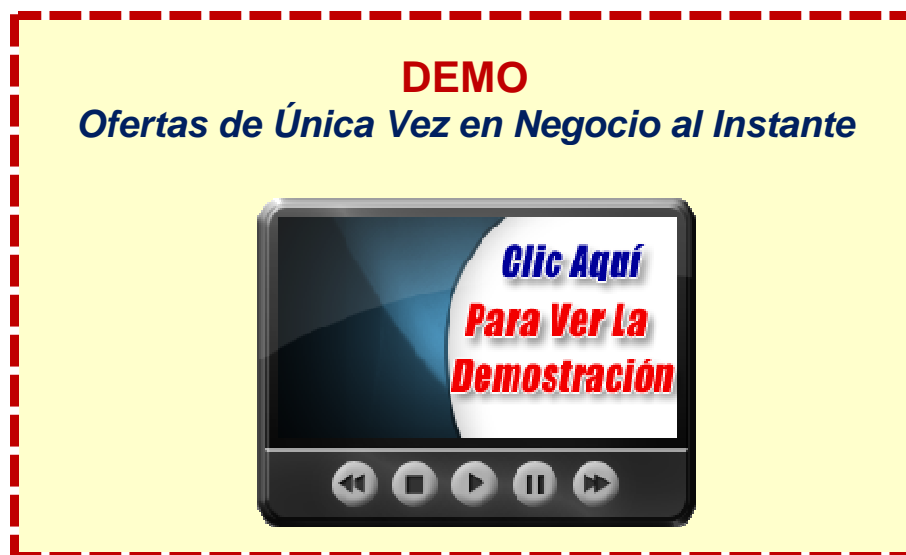 DEMO
Ofertas de Única Vez en Negocio al Instante
Clic Aquí
Para Ver La
Demostración